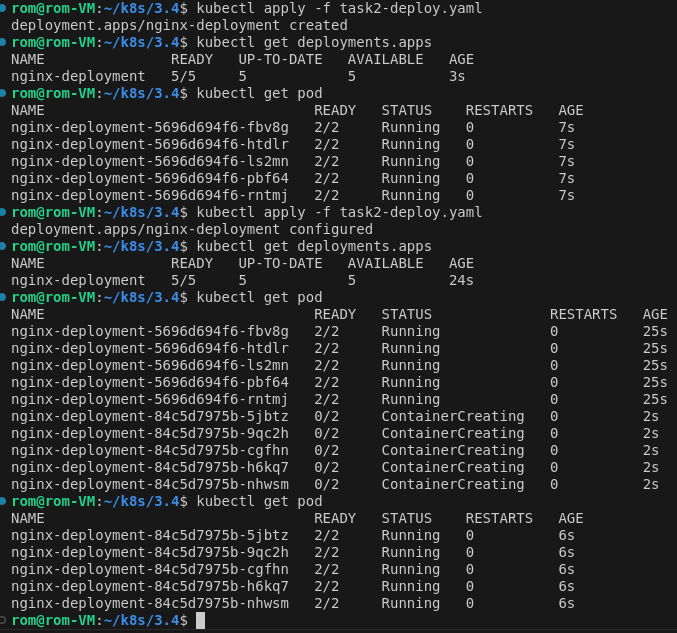 rom@rom-VM:~/k8s/3.4$ kubectl apply -f task2-deploy.yaml
deployment.apps/nginx-deployment created
rom@rom-VM:~/k8s/3.4$ kubectl get deployments.apps
NAME               READY   UP-TO-DATE   AVAILABLE   AGE
nginx-deployment   5/5     5            5           3s
rom@rom-VM:~/k8s/3.4$ kubectl get pod
NAME                                READY   STATUS    RESTARTS   AGE
nginx-deployment-5696d694f6-fbv8g   2/2     Running   0          7s
nginx-deployment-5696d694f6-htdlr   2/2     Running   0          7s
nginx-deployment-5696d694f6-ls2mn   2/2     Running   0          7s
nginx-deployment-5696d694f6-pbf64   2/2     Running   0          7s
nginx-deployment-5696d694f6-rntmj   2/2     Running   0          7s
rom@rom-VM:~/k8s/3.4$ kubectl apply -f task2-deploy.yaml
deployment.apps/nginx-deployment configured
rom@rom-VM:~/k8s/3.4$ kubectl get deployments.apps
NAME               READY   UP-TO-DATE   AVAILABLE   AGE
nginx-deployment   5/5     5            5           24s
rom@rom-VM:~/k8s/3.4$ kubectl get pod
NAME                                READY   STATUS              RESTARTS   AGE
nginx-deployment-5696d694f6-fbv8g   2/2     Running             0          25s
nginx-deployment-5696d694f6-htdlr   2/2     Running             0          25s
nginx-deployment-5696d694f6-ls2mn   2/2     Running             0          25s
nginx-deployment-5696d694f6-pbf64   2/2     Running             0          25s
nginx-deployment-5696d694f6-rntmj   2/2     Running             0          25s
nginx-deployment-84c5d7975b-5jbtz   0/2     ContainerCreating   0          2s
nginx-deployment-84c5d7975b-9qc2h   0/2     ContainerCreating   0          2s
nginx-deployment-84c5d7975b-cgfhn   0/2     ContainerCreating   0          2s
nginx-deployment-84c5d7975b-h6kq7   0/2     ContainerCreating   0          2s
nginx-deployment-84c5d7975b-nhwsm   0/2     ContainerCreating   0          2s
rom@rom-VM:~/k8s/3.4$ kubectl get pod
NAME                                READY   STATUS    RESTARTS   AGE
nginx-deployment-84c5d7975b-5jbtz   2/2     Running   0          6s
nginx-deployment-84c5d7975b-9qc2h   2/2     Running   0          6s
nginx-deployment-84c5d7975b-cgfhn   2/2     Running   0          6s
nginx-deployment-84c5d7975b-h6kq7   2/2     Running   0          6s
nginx-deployment-84c5d7975b-nhwsm   2/2     Running   0          6s
rom@rom-VM:~/k8s/3.4$